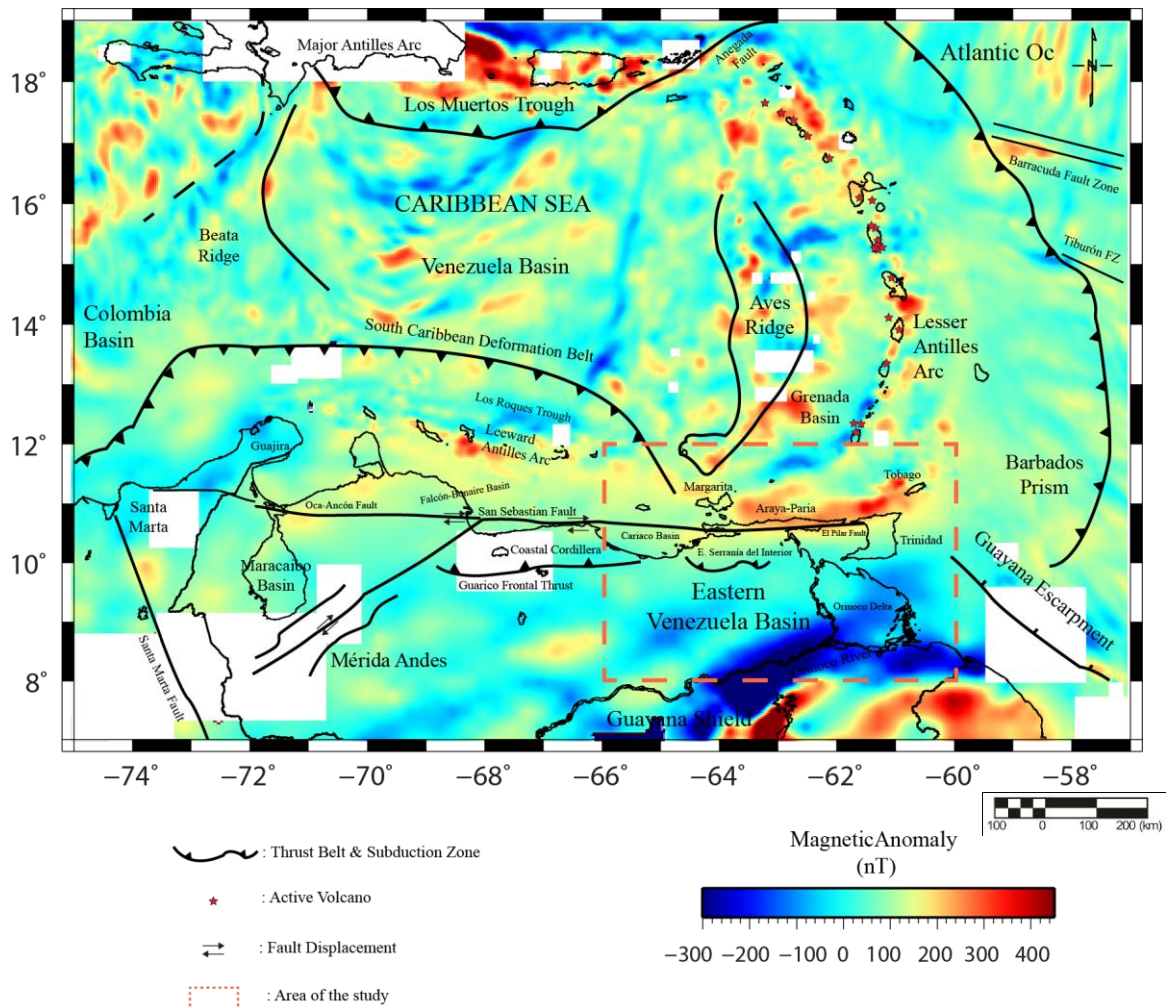 Major Antilles Arc
Anegada
Fault
Atlantic Oc
N
18°
Los Muertos Trough
Barracuda Fault Zone
16°
CARIBBEAN SEA
Beata
Ridge
Venezuela Basin
Tiburón FZ
Aves
Ridge
14°
Colombia
Basin
South Caribbean Deformation Belt
Lesser
Antilles
Arc
Grenada
Basin
Los Roques Trough
Leeward
Antilles Arc
12°
Guajira
Barbados
Prism
Tobago
Margarita
Falcón-Bonaire Basin
Santa
Marta
Oca-Ancón Fault
San Sebastian Fault
Araya-Paria
El Pilar Fault
Trinidad
Cariaco Basin
10°
Coastal Cordillera
E. Serranía del Interior
Maracaibo
Basin
Guarico Frontal Thrust
Guayana Escarpment
Eastern
Venezuela Basin
Orinoco Delta
Mérida Andes
Orinoco River
8°
Santa Marta Fault
Guayana Shield
−74° −72° −70° −68° −66° −64° −62° −60° −58°
100 0 100 200 (km)
MagneticAnomaly
(nT)
−300 −200 −100 0 100 200 300 400
: Thrust Belt & Subduction Zone
: Active Volcano
: Fault Displacement
: Area of the study